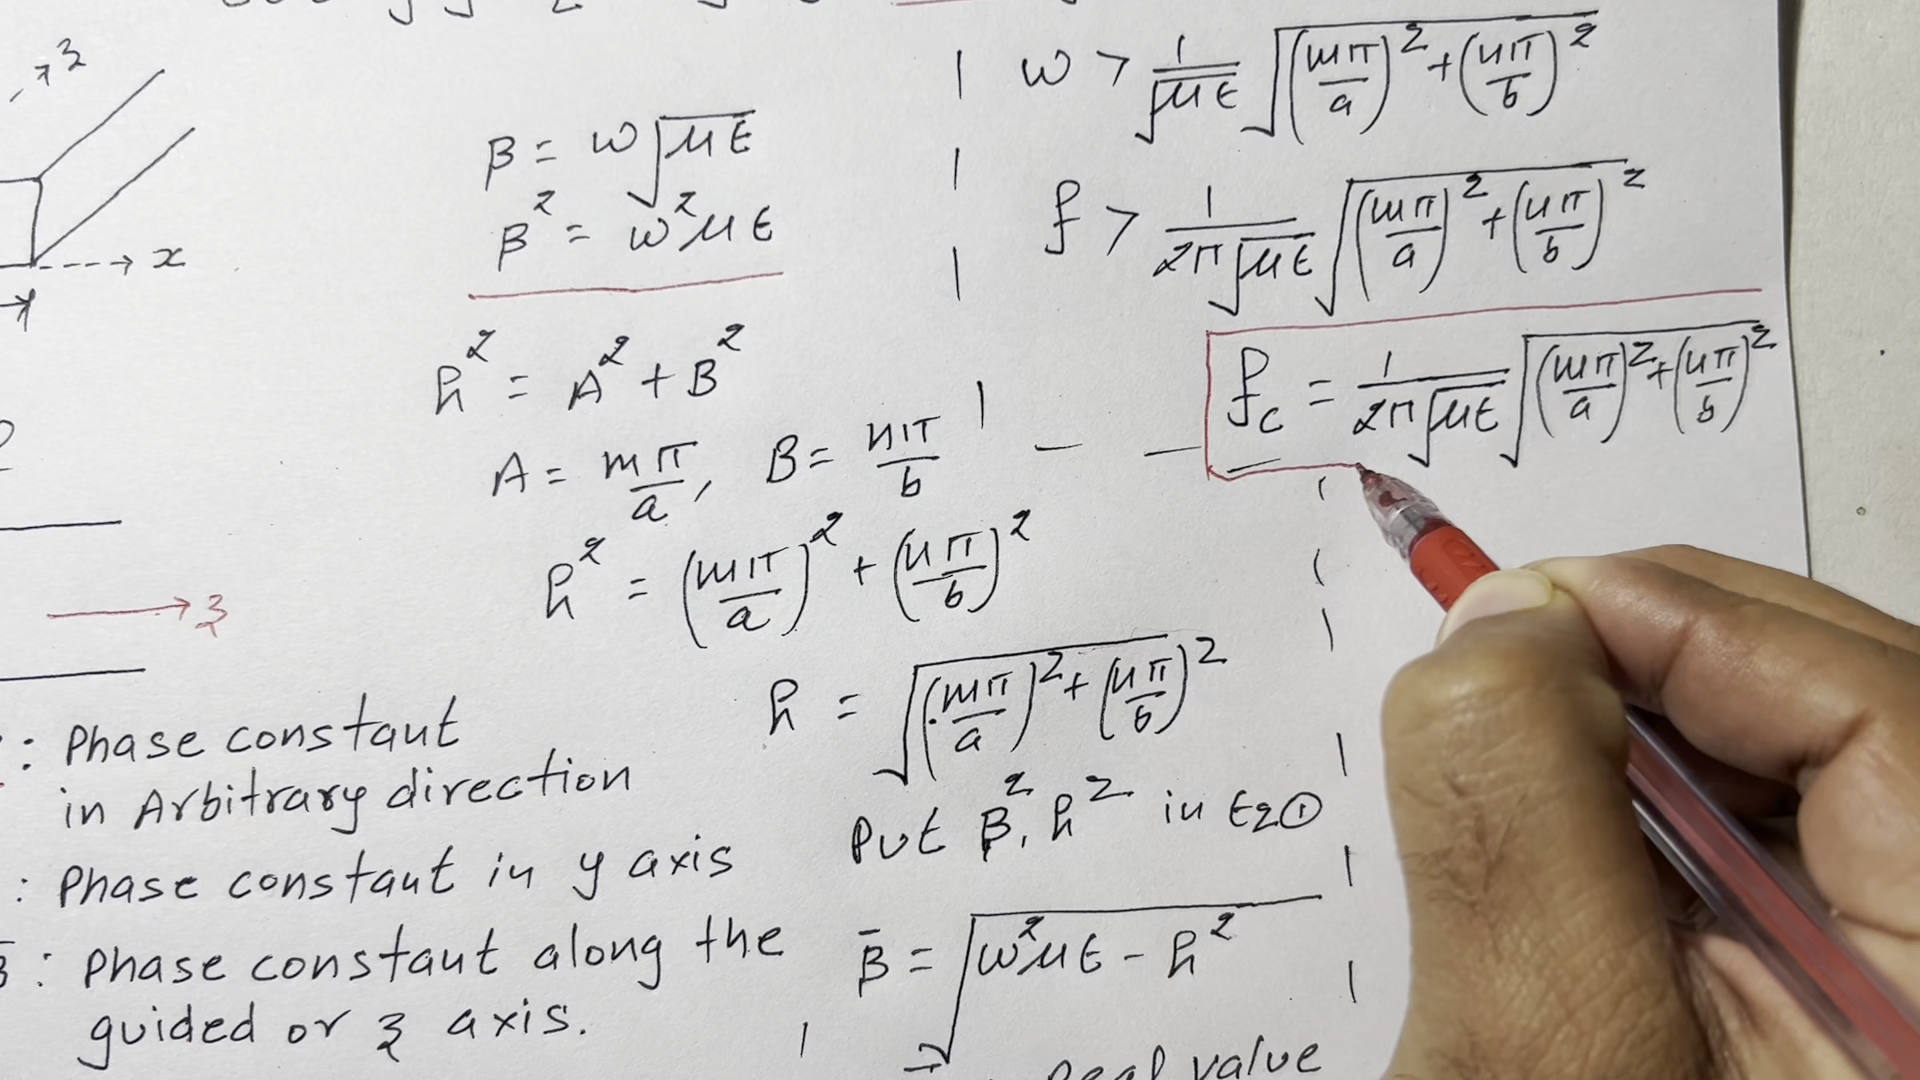 z
x
z
: Phase constant
in Arbitrary direction
: Phase constant in y axis
: Phase constant along the
guided or z axis.
β = ω√με
β² = ω²με
h² = A² + B²
A = mπ/a, B = nπ/b
h² = (mπ/a)² + (nπ/b)²
h = √(mπ/a)² + (nπ/b)²
Put β², h² in Eq①
β̄ = √ω²με - h²
→ Real value
ω > 1/√με √(mπ/a)² + (nπ/b)²
f > 1/2π√με √(mπ/a)² + (nπ/b)²
fc = 1/2π√με √(mπ/a)² + (nπ/b)²